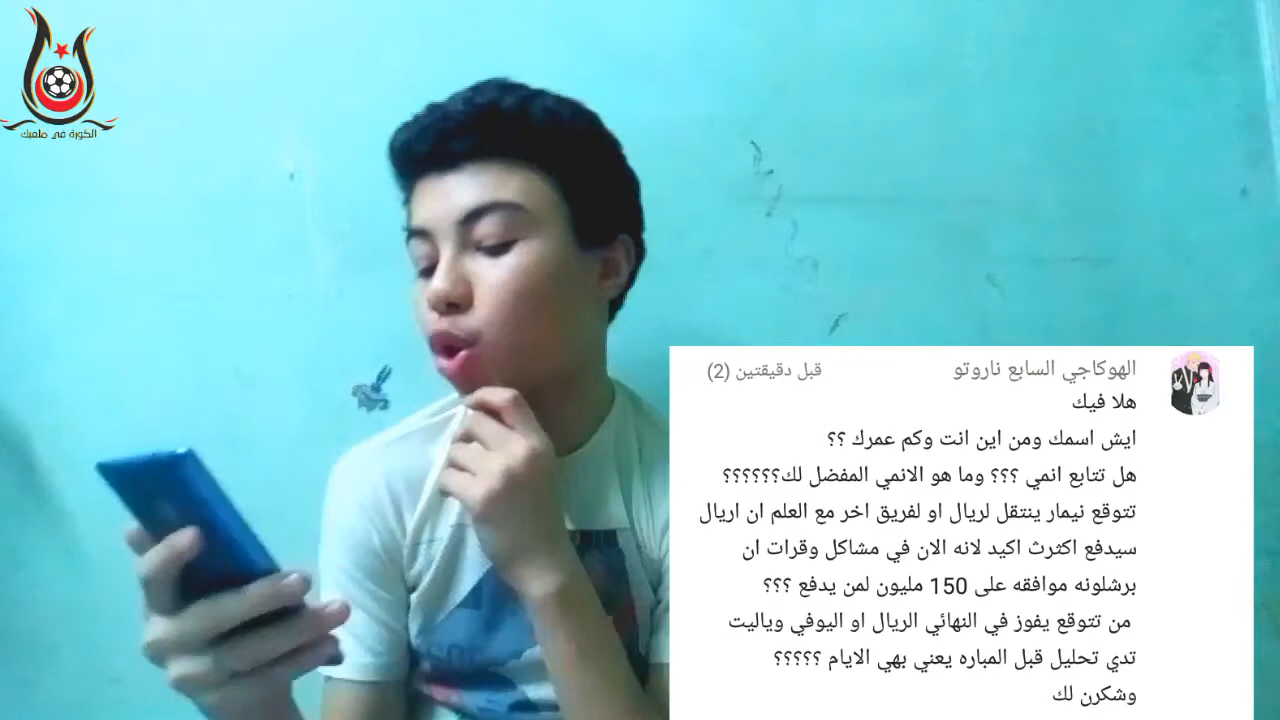 الكورة في ملعبك
الهوكاجي السابع ناروتو
قبل دقيقتين (2)
هلا فيك
ايش اسمك ومن اين انت وكم عمرك ؟؟
هل تتابع انمي ؟؟؟ وما هو الانمي المفضل لك؟؟؟؟؟؟
تتوقع نيمار ينتقل لريال او لفريق اخر مع العلم ان اريال
سيدفع اكثرث اكيد لانه الان في مشاكل وقرات ان
برشلونه موافقه على 150 مليون لمن يدفع ؟؟؟
من تتوقع يفوز في النهائي الريال او اليوفي وياليت
تدي تحليل قبل المباره يعني بهي الايام ؟؟؟؟؟
وشكرن لك